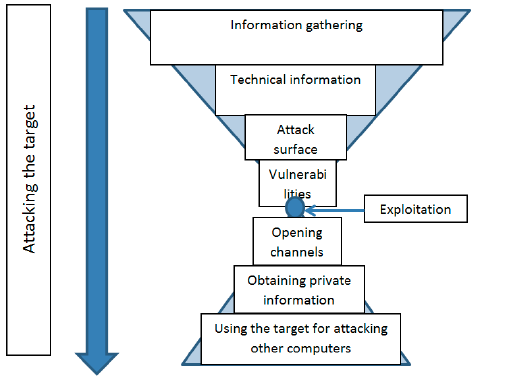 Attacking the target
Information gathering
Technical information
Attack
surface
Vulnerabi
lities
Exploitation
Opening
channels
Obtaining private
information
Using the target for attacking
other computers